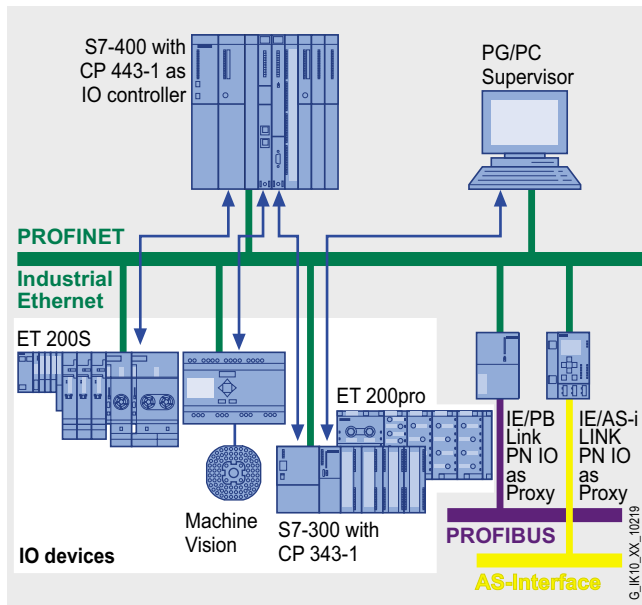 S7-400 with
CP 443-1 as
IO controller
PG/PC
Supervisor
PROFINET
Industrial
Ethernet
ET 200S
ET 200pro
Machine
Vision
S7-300 with
CP 343-1
IO devices
IE/PB
Link
PN IO
as
Proxy
IE/AS-i
LINK
PN IO
as
Proxy
PROFIBUS
AS-Interface
G_IK10_XX_10219